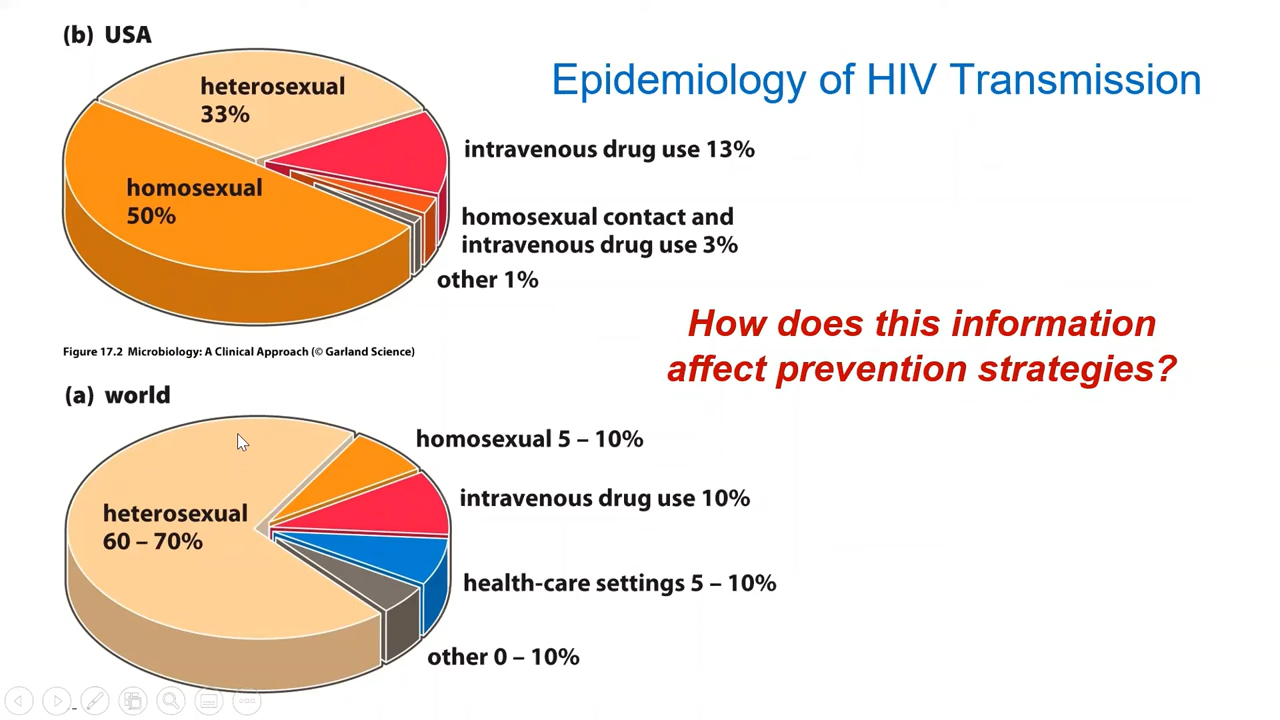 (b) USA
Epidemiology of HIV Transmission
heterosexual
33%
intravenous drug use 13%
homosexual
50%
homosexual contact and
intravenous drug use 3%
other 1%
How does this information
affect prevention strategies?
Figure 17.2 Microbiology: A Clinical Approach (© Garland Science)
(a) world
homosexual 5 – 10%
intravenous drug use 10%
heterosexual
60 – 70%
health-care settings 5 – 10%
other 0 – 10%